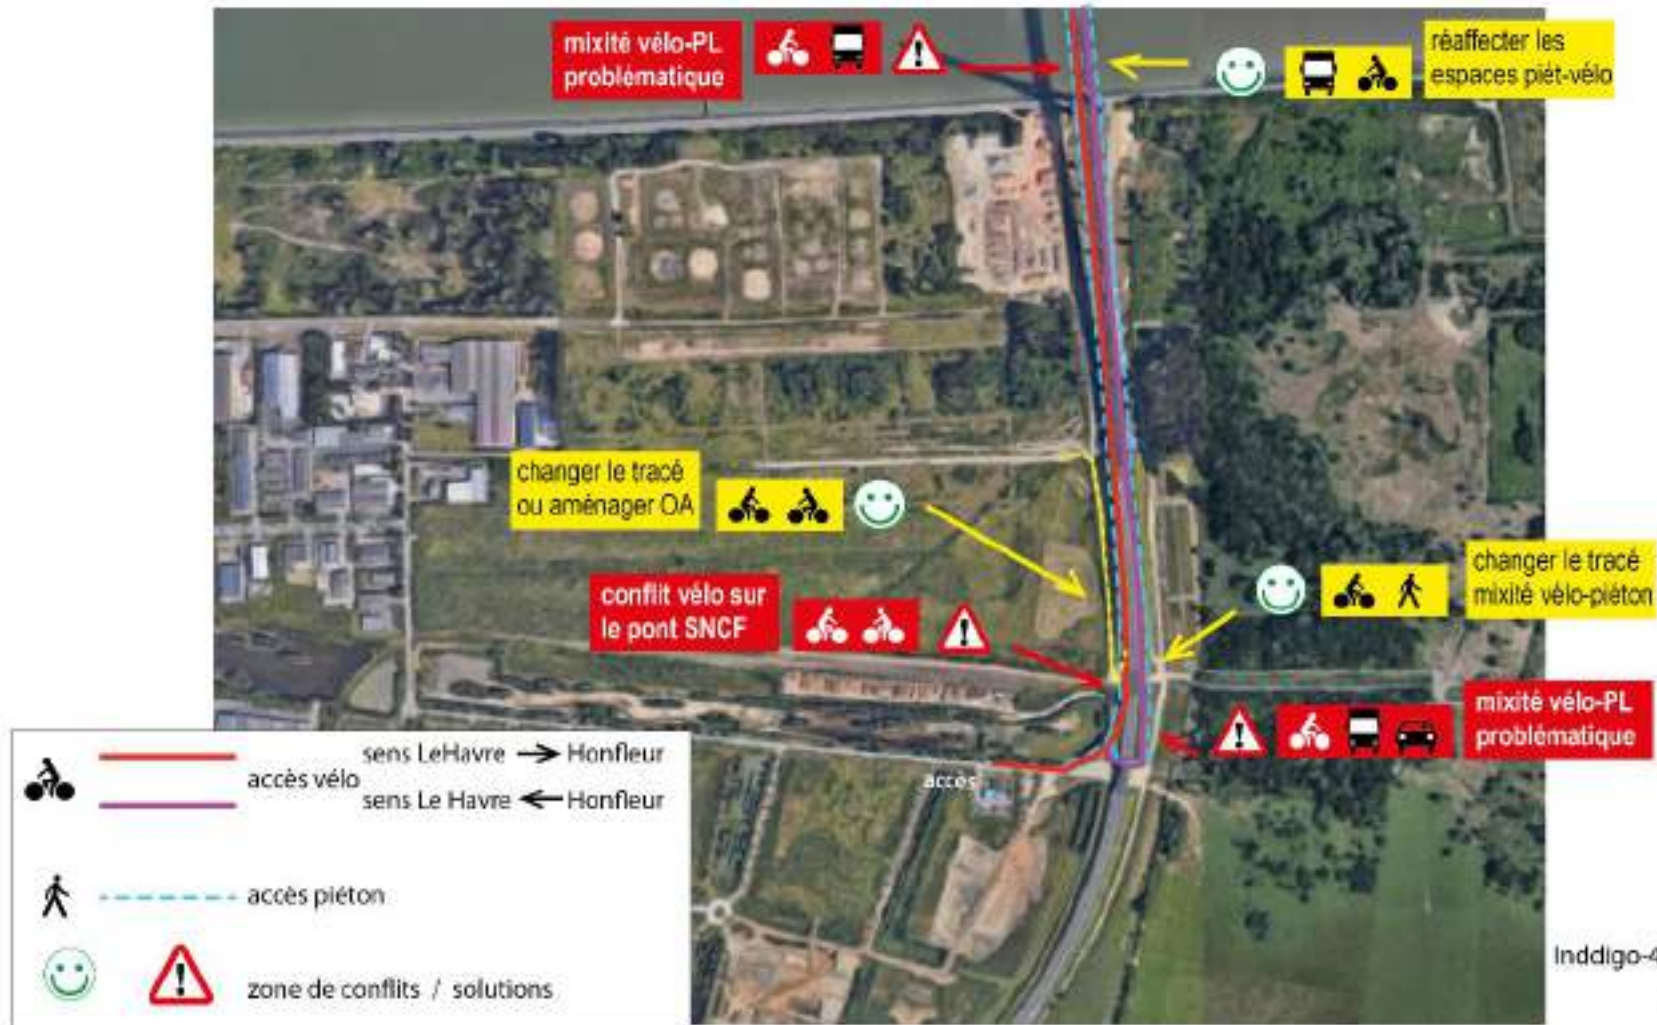 mixité vélo-PL
problématique
réaffecter les
espaces piét-vélo
changer le tracé
ou aménager OA
conflit vélo sur
le pont SNCF
changer le tracé
mixité vélo-piéton
mixité vélo-PL
problématique
accès
sens LeHavre → Honfleur
accès vélo
sens Le Havre ← Honfleur
accès piéton
zone de conflits / solutions
Inddigo-4